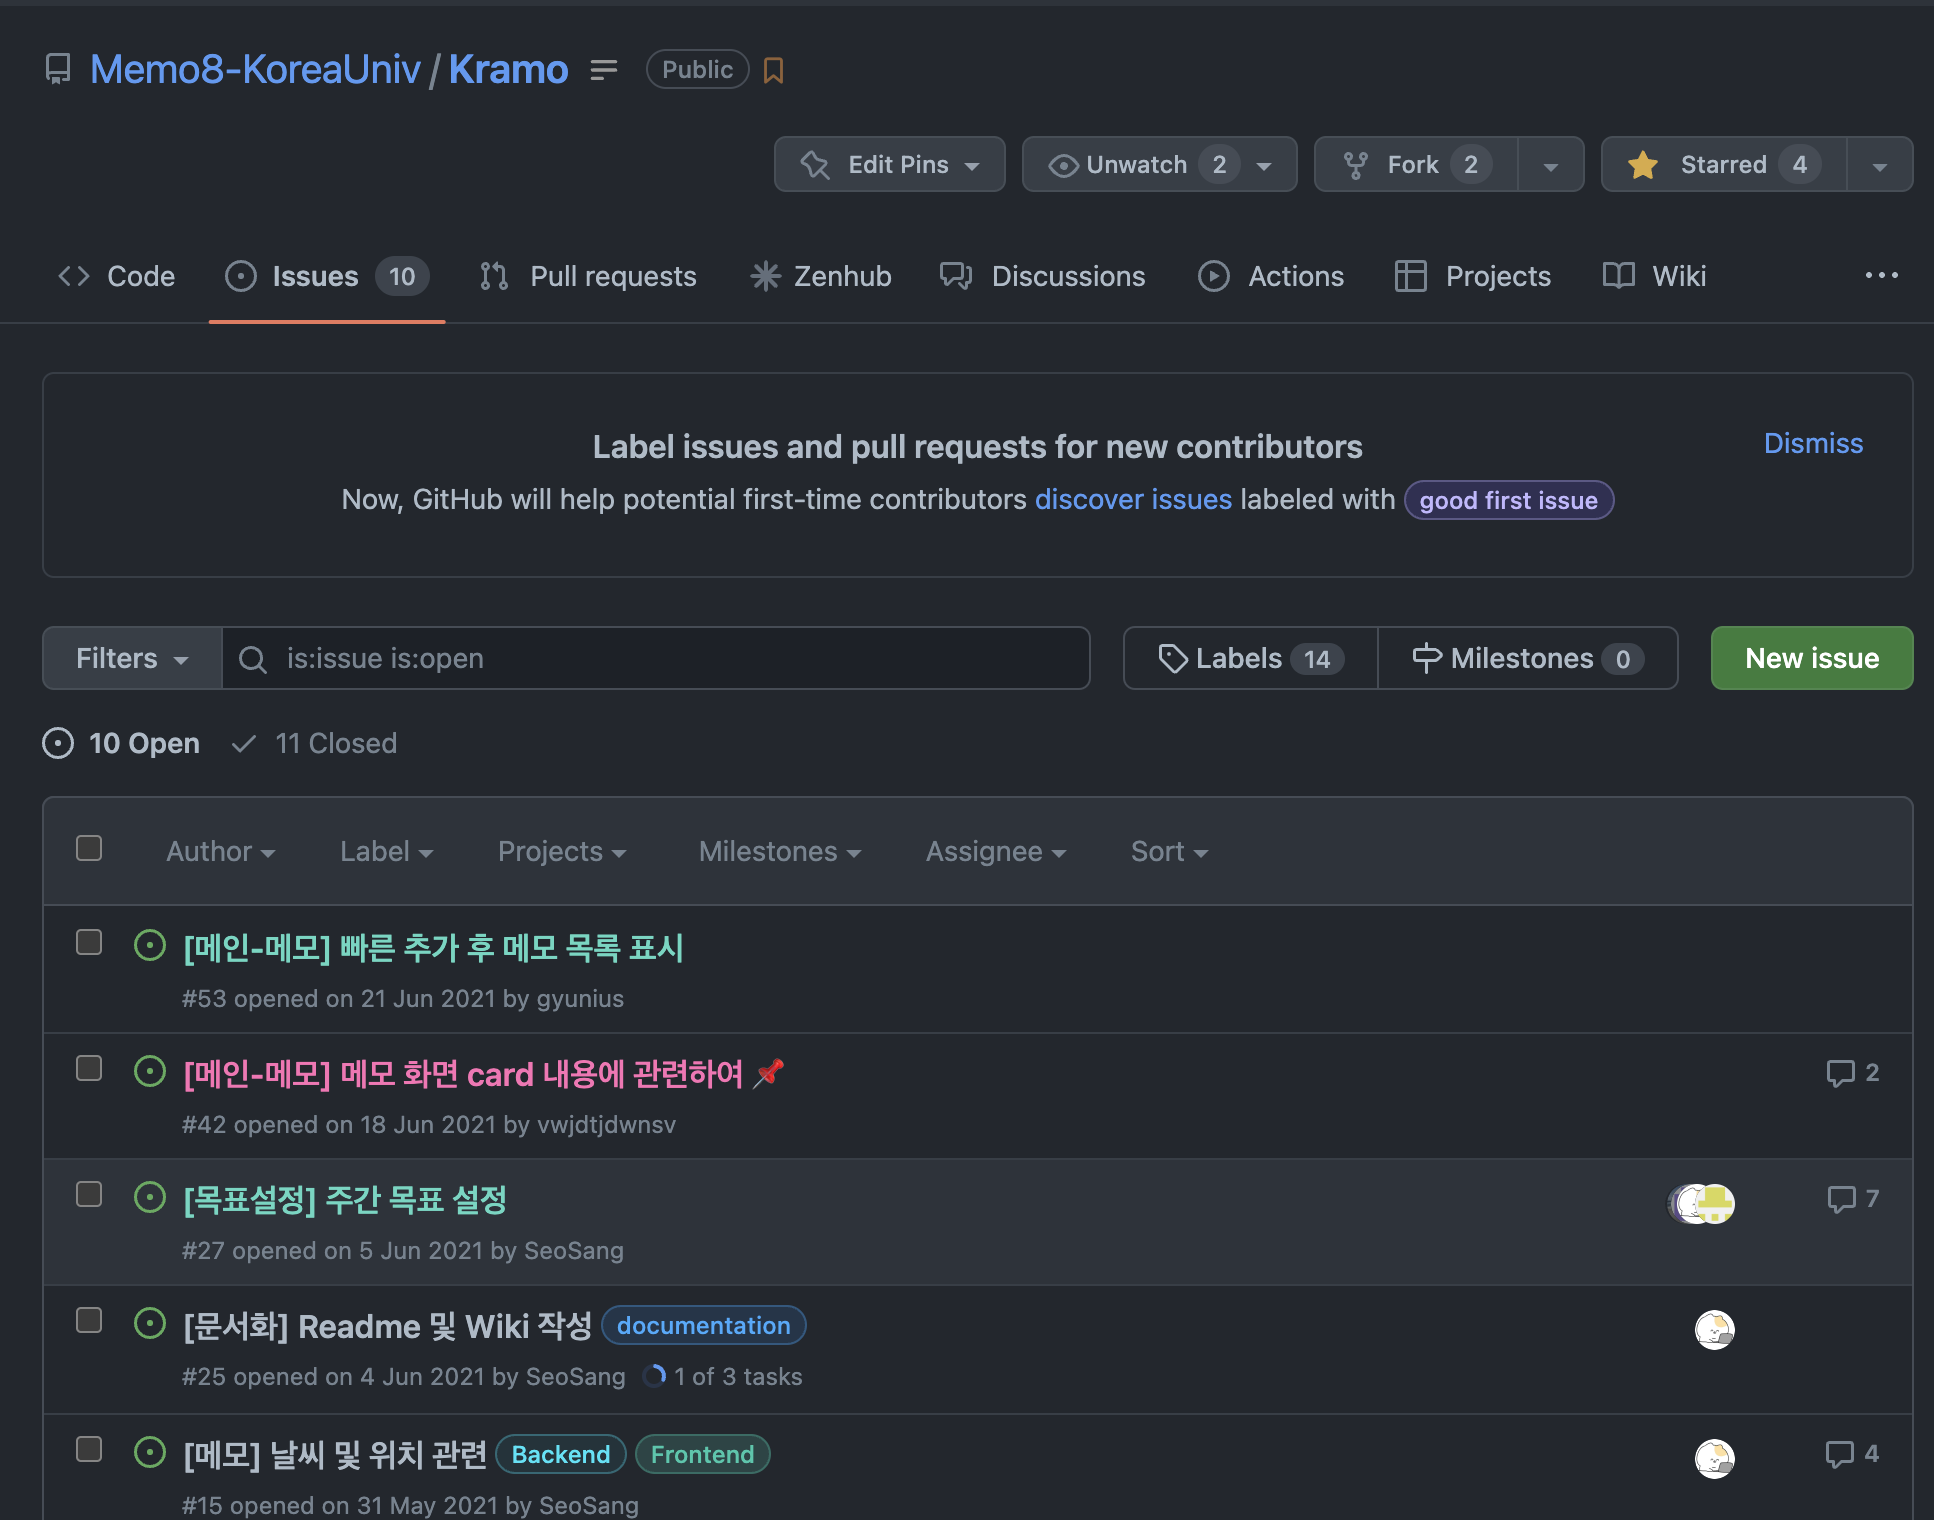 Memo8-KoreaUniv / Kramo Public
Edit Pins Unwatch 2 Fork 2 Starred 4
Code Issues 10 Pull requests Zenhub Discussions Actions Projects Wiki
Label issues and pull requests for new contributors
Dismiss
Now, GitHub will help potential first-time contributors discover issues labeled with good first issue
Filters is:issue is:open Labels 14 Milestones 0 New issue
10 Open 11 Closed
Author Label Projects Milestones Assignee Sort
[메인-메모] 빠른 추가 후 메모 목록 표시
#53 opened on 21 Jun 2021 by gyunius
[메인-메모] 메모 화면 card 내용에 관련하여 📌 2
#42 opened on 18 Jun 2021 by vwjdtjdwnsv
[목표설정] 주간 목표 설정 7
#27 opened on 5 Jun 2021 by SeoSang
[문서화] Readme 및 Wiki 작성 documentation
#25 opened on 4 Jun 2021 by SeoSang 1 of 3 tasks
[메모] 날씨 및 위치 관련 Backend Frontend 4
#15 opened on 31 May 2021 by SeoSang